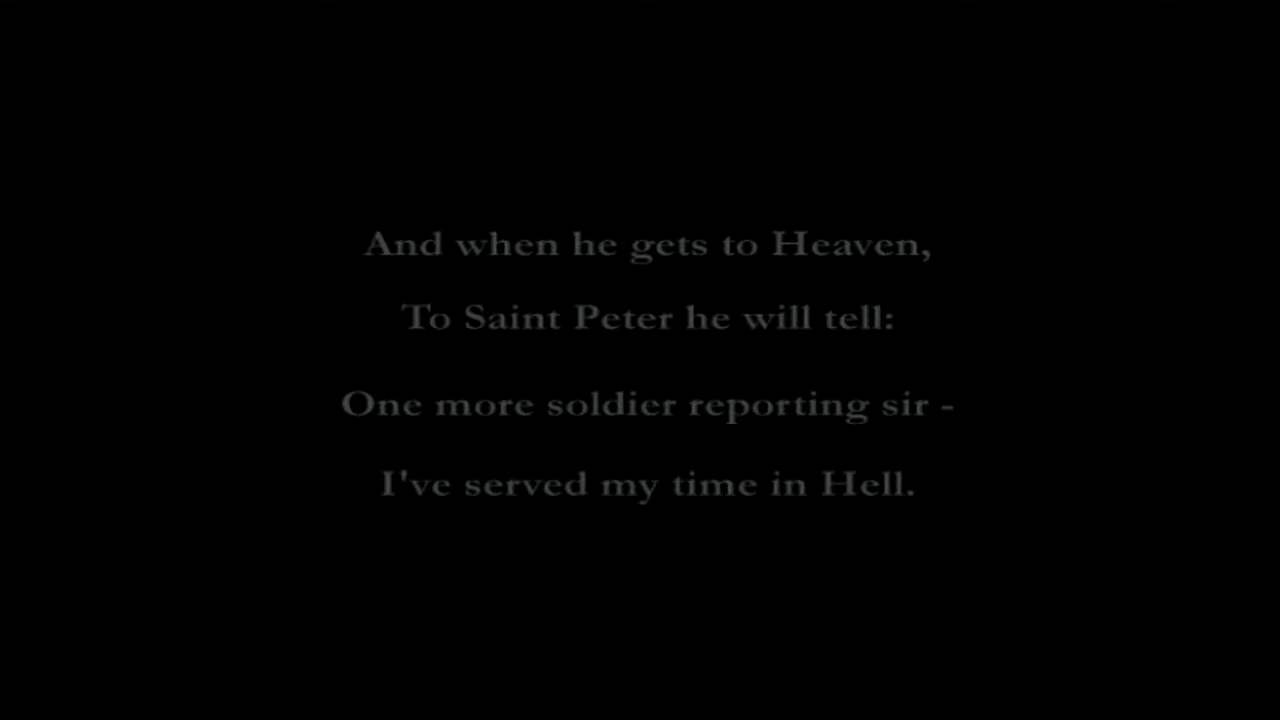 And when he gets to Heaven,
To Saint Peter he will tell:
One more soldier reporting sir -
I've served my time in Hell.